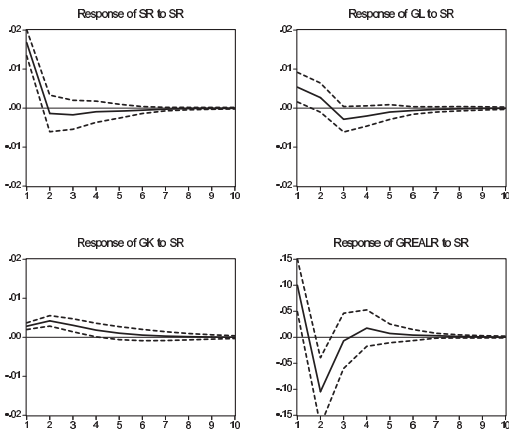 Response of SR to SR
.02
.01
.00
-.01
-.02
1 2 3 4 5 6 7 8 9 10
Response of GL to SR
.02
.01
.00
-.01
-.02
1 2 3 4 5 6 7 8 9 10
Response of GK to SR
.02
.01
.00
-.01
-.02
1 2 3 4 5 6 7 8 9 10
Response of GREALR to SR
.15
.10
.05
.00
-.05
-.10
-.15
1 2 3 4 5 6 7 8 9 10